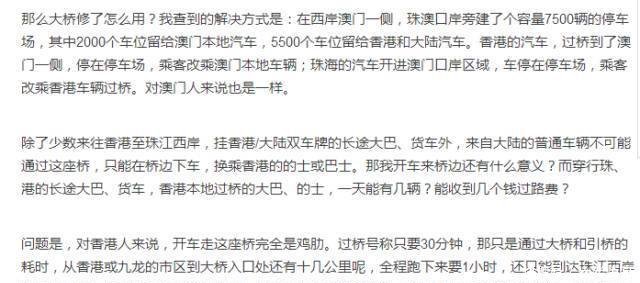 那么大桥修了怎么用？我查到的解决方式是：在西岸澳门一侧，珠澳口岸旁建了个容量7500辆的停车
场，其中2000个车位留给澳门本地汽车，5500个车位留给香港和大陆汽车。香港的汽车，过桥到了澳
门一侧，停在停车场，乘客改乘澳门本地车辆；珠海的汽车开进澳门口岸区域，车停在停车场，乘客
改乘香港车辆过桥。对澳门人来说也是一样。
除了少数来往香港至珠江西岸，挂香港/大陆双车牌的长途大巴、货车外，来自大陆的普通车辆不可能
通过这座桥，只能在桥边下车，换乘香港的的士或巴士。那我开车来桥边还有什么意义？而穿行珠、
港的长途大巴、货车，香港本地过桥的大巴、的士，一天能有几辆？能收到几个钱过路费？
问题是，对香港人来说，开车走这座桥完全是鸡肋。过桥号称只要30分钟，那只是通过大桥和引桥的
耗时，从香港或九龙的市区到大桥入口处还有十几公里呢，全程跑下来要1小时，还只能到达珠江西岸